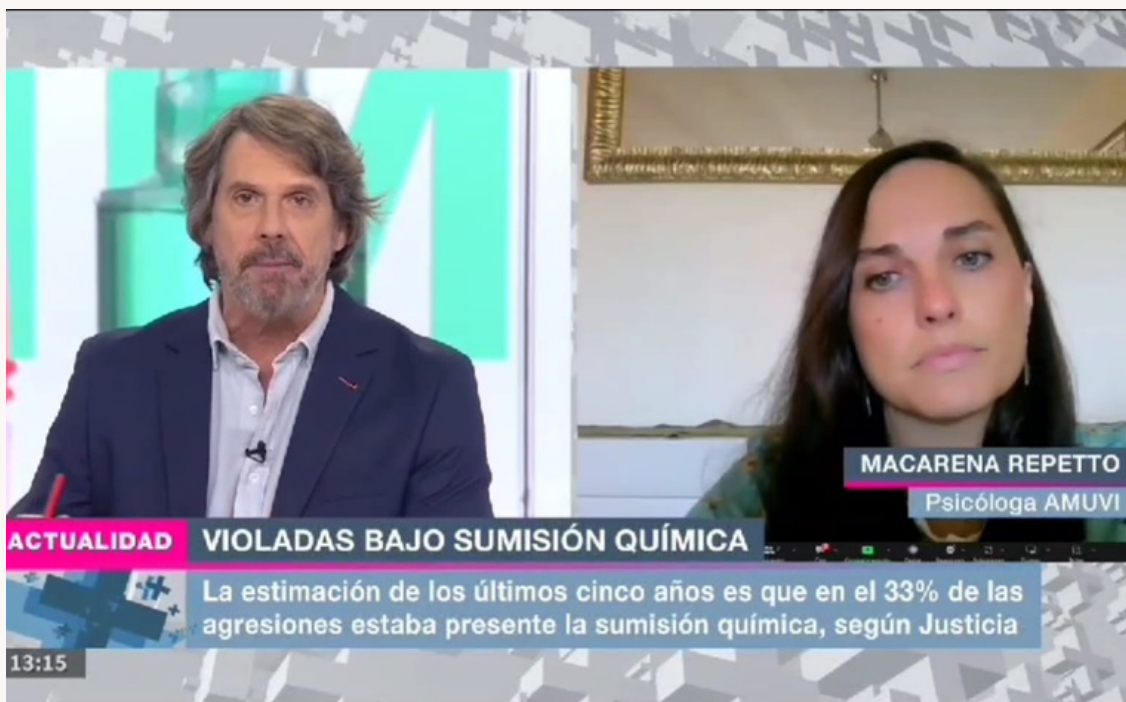 MACARENA REPETTO
Psicóloga AMUVI
ACTUALIDAD
VIOLADAS BAJO SUMISIÓN QUÍMICA
La estimación de los últimos cinco años es que en el 33% de las
agresiones estaba presente la sumisión química, según Justicia
13:15